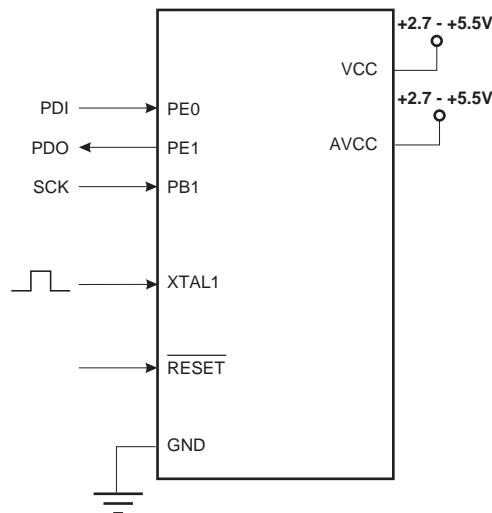 +2.7 - +5.5V
VCC
+2.7 - +5.5V
PDI PE0
PDO PE1 AVCC
SCK PB1
XTAL1
RESET
GND